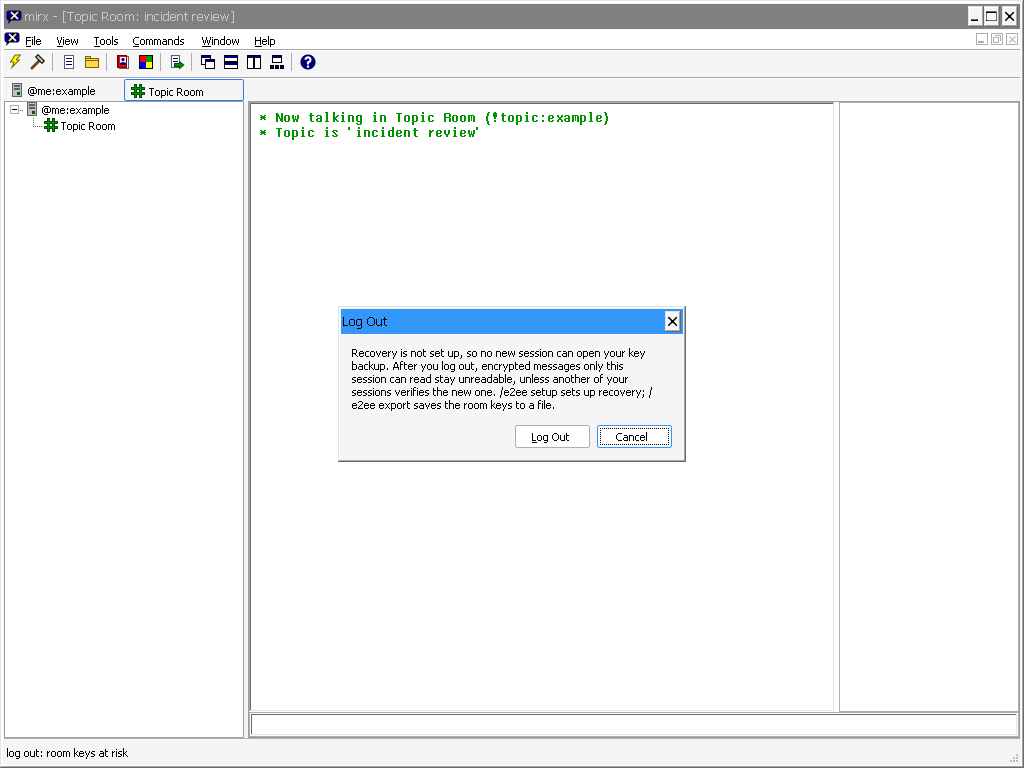 mirx - [Topic Room: incident review]
File View Tools Commands Window Help
@me:example Topic Room
@me:example
Topic Room
* Now talking in Topic Room (!topic:example)
* Topic is 'incident review'
Log Out
Recovery is not set up, so no new session can open your key
backup. After you log out, encrypted messages only this
session can read stay unreadable, unless another of your
sessions verifies the new one. /e2ee setup sets up recovery; /
e2ee export saves the room keys to a file.
Log Out Cancel
log out: room keys at risk